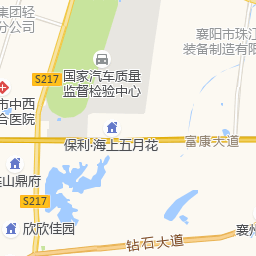 集团轻
分公司
襄阳市珠江
装备制造有限
国家汽车质量
监督检验中心
S217
市中西
合医院
保利·海上五月花
富康大道
山鼎府
S217
欣欣佳园
钻石大道
襄州